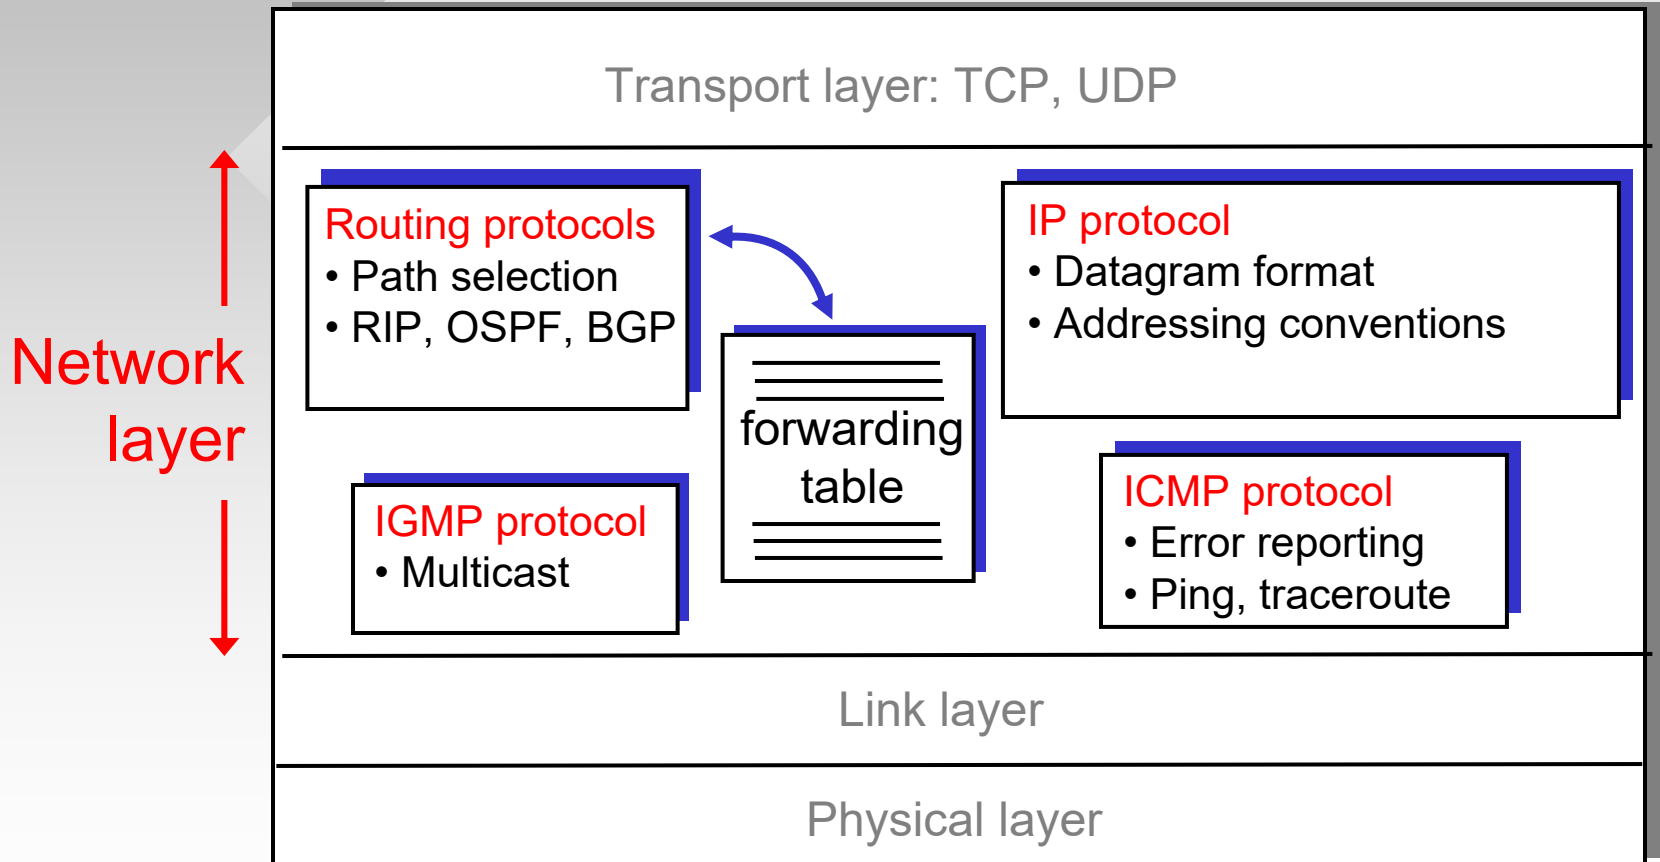 Transport layer: TCP, UDP
Network
layer
Routing protocols
• Path selection
• RIP, OSPF, BGP
IP protocol
• Datagram format
• Addressing conventions
forwarding
table
IGMP protocol
• Multicast
ICMP protocol
• Error reporting
• Ping, traceroute
Link layer
Physical layer